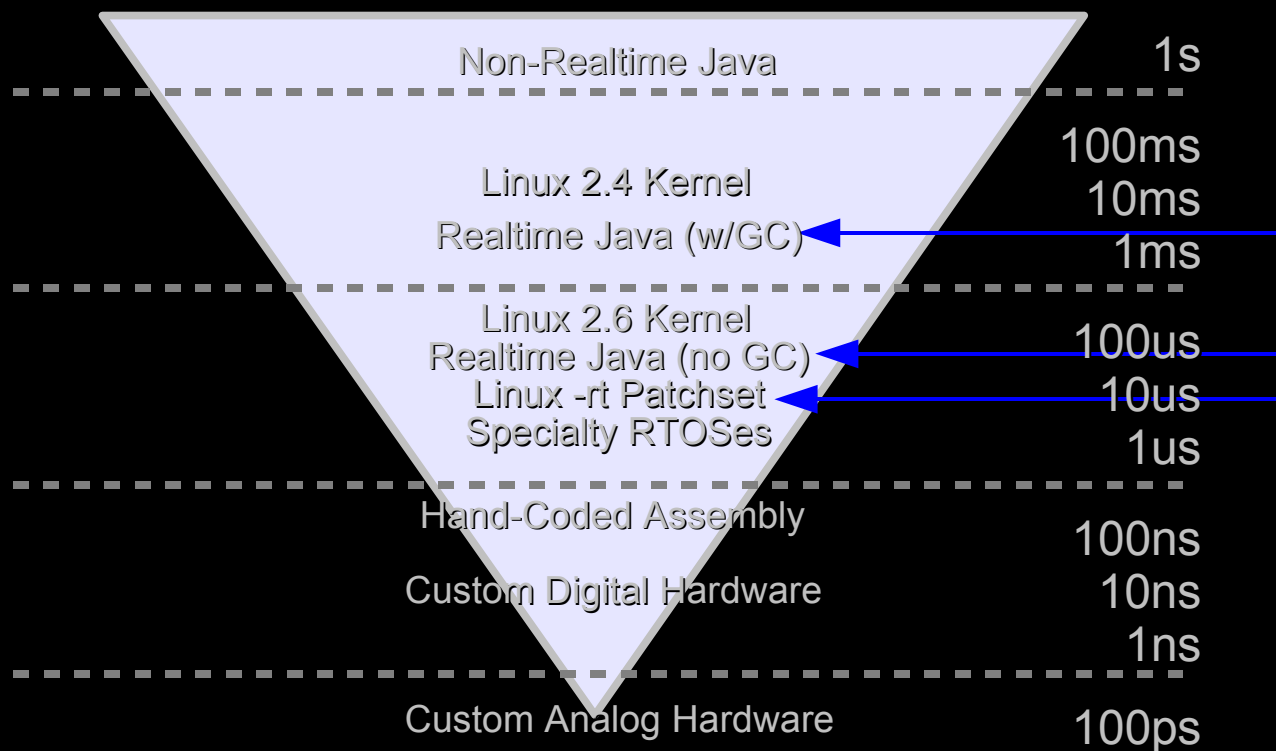 Non-Realtime Java
1s
100ms
Linux 2.4 Kernel
10ms
Realtime Java (w/GC)
1ms
Linux 2.6 Kernel
100us
Realtime Java (no GC)
Linux -rt Patchset
10us
Specialty RTOSes
1us
Hand-Coded Assembly
100ns
Custom Digital Hardware
10ns
1ns
Custom Analog Hardware
100ps